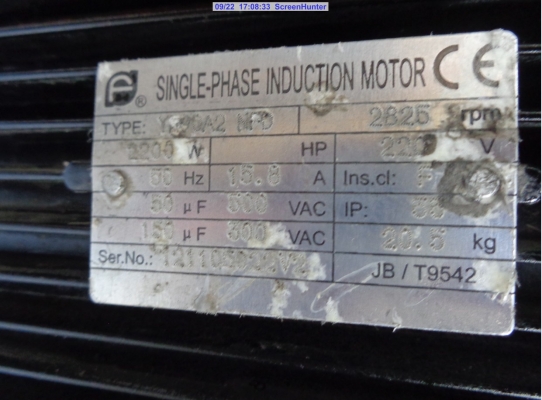 09/22 17:08:33 ScreenHunter
® SINGLE-PHASE INDUCTION MOTOR CE
TYPE: 2825 rpm
2200 W HP V
50 Hz 15.8 A Ins.cl: F
50 μF 300 VAC IP:
150 μF 300 VAC 20.5 kg
Ser.No.: JB / T9542